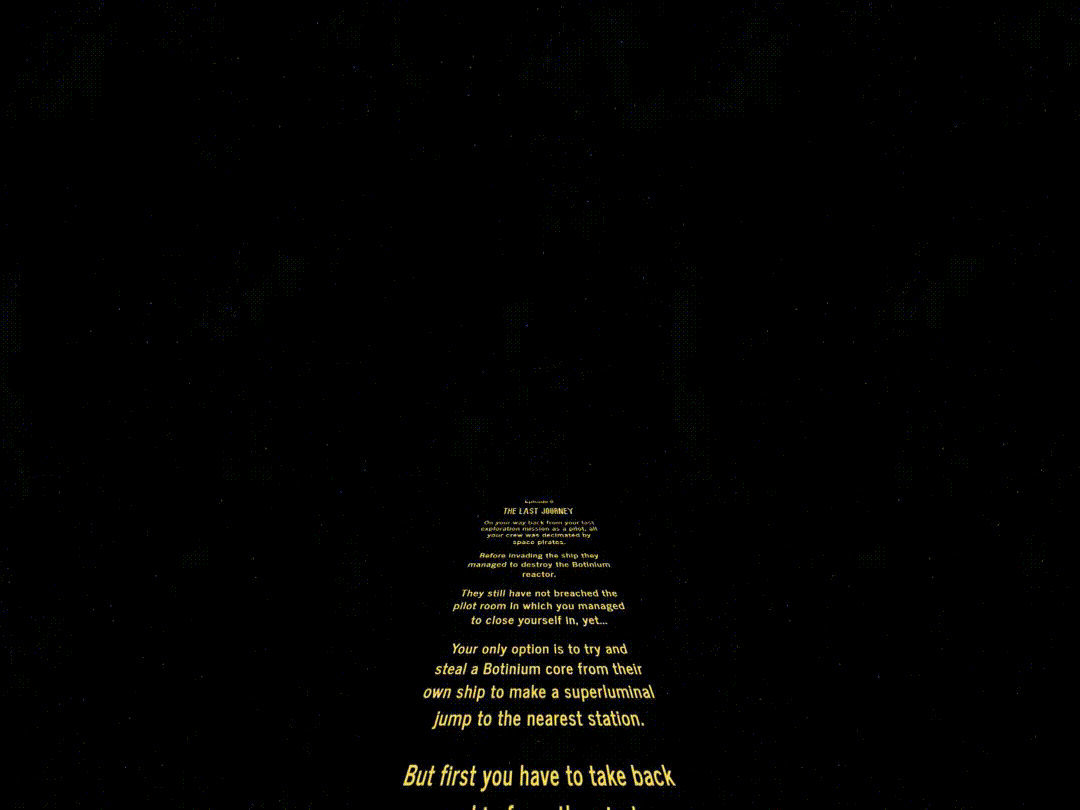 THE LAST JOURNEY
On your way back from your last
exploration mission as a pilot, all
your crew was decimated by
space pirates.
Before invading the ship they
managed to destroy the Botinium
reactor.
They still have not breached the
pilot room in which you managed
to close yourself in, yet...
Your only option is to try and
steal a Botinium core from their
own ship to make a superluminal
jump to the nearest station.
But first you have to take back